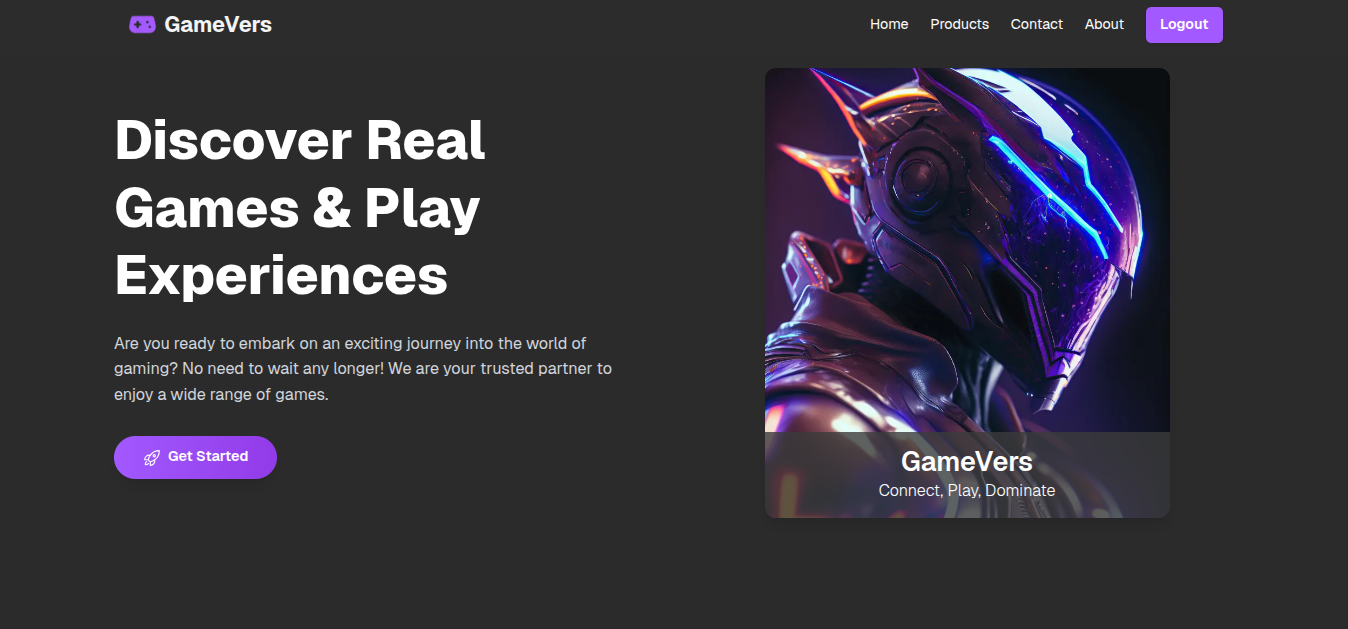 GameVers
Home Products Contact About Logout
Discover Real
Games & Play
Experiences
Are you ready to embark on an exciting journey into the world of
gaming? No need to wait any longer! We are your trusted partner to
enjoy a wide range of games.
Get Started
GameVers
Connect, Play, Dominate